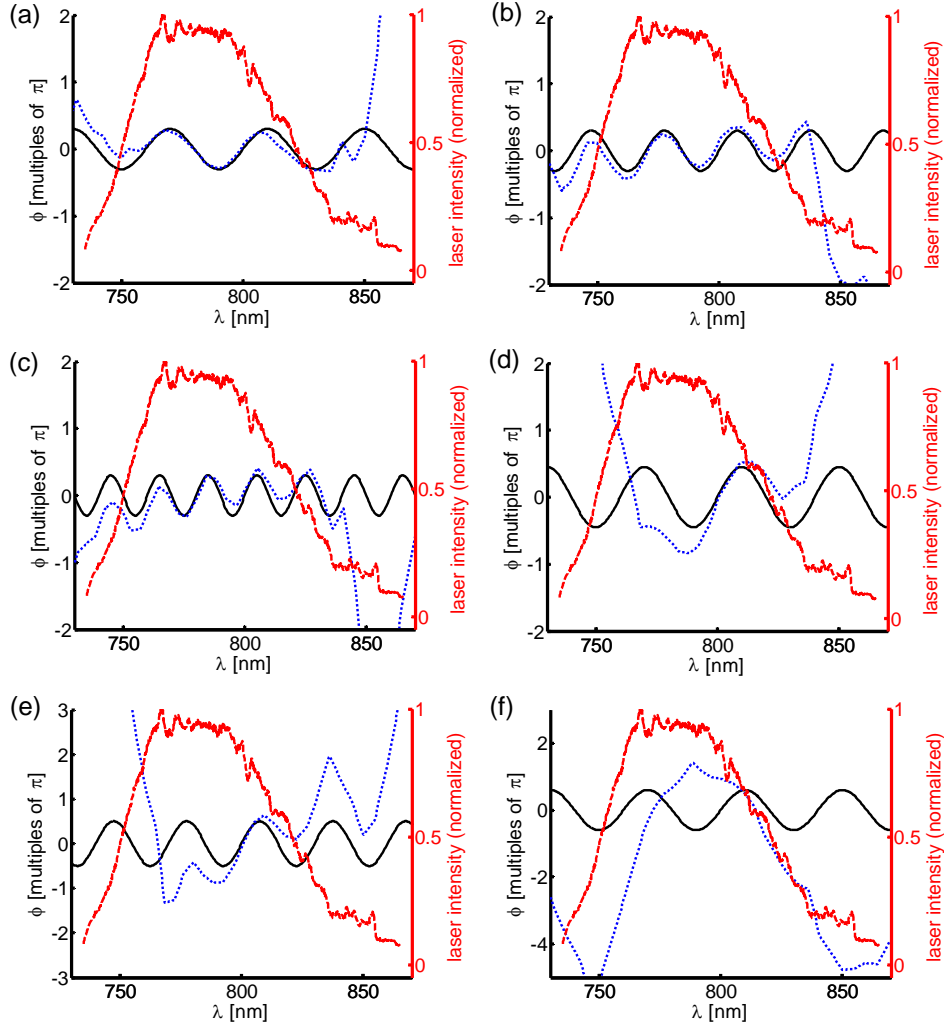 (a)
2
1
0
-1
-2
ϕ [multiples of π]
750
800
850
λ [nm]
1
0.5
0
laser intensity (normalized)
(b)
2
1
0
-1
-2
ϕ [multiples of π]
750
800
850
λ [nm]
1
0.5
0
laser intensity (normalized)
(c)
2
1
0
-1
-2
ϕ [multiples of π]
750
800
850
λ [nm]
1
0.5
0
laser intensity (normalized)
(d)
2
1
0
-1
-2
ϕ [multiples of π]
750
800
850
λ [nm]
1
0.5
0
laser intensity (normalized)
(e)
3
2
1
0
-1
-2
-3
ϕ [multiples of π]
750
800
850
λ [nm]
1
0.5
0
laser intensity (normalized)
(f)
2
0
-2
-4
ϕ [multiples of π]
750
800
850
λ [nm]
1
0.5
0
laser intensity (normalized)